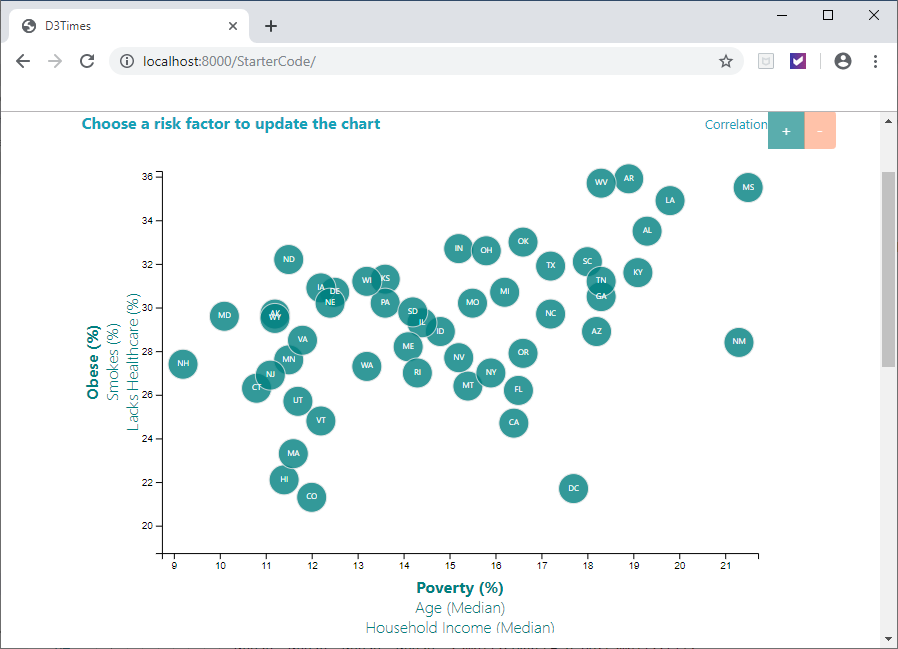 D3Times
localhost:8000/StarterCode/
Choose a risk factor to update the chart
Correlation + -
36
34
32
30
28
26
24
22
20
Obese (%)
Smokes (%)
Lacks Healthcare (%)
WV AR
MS
LA
AL
OK
IN OH
ND
TX SC
KY
WI KS
TN
IA DE
MI
GA
NE PA
MO
MD
AK
WY
SD
IL
NC
ID
AZ
VA
NM
ME
MN
NV OR
NH
WA
RI
NY
NJ
CT
MT FL
UT
VT
CA
MA
HI
DC
CO
9 10 11 12 13 14 15 16 17 18 19 20 21
Poverty (%)
Age (Median)
Household Income (Median)